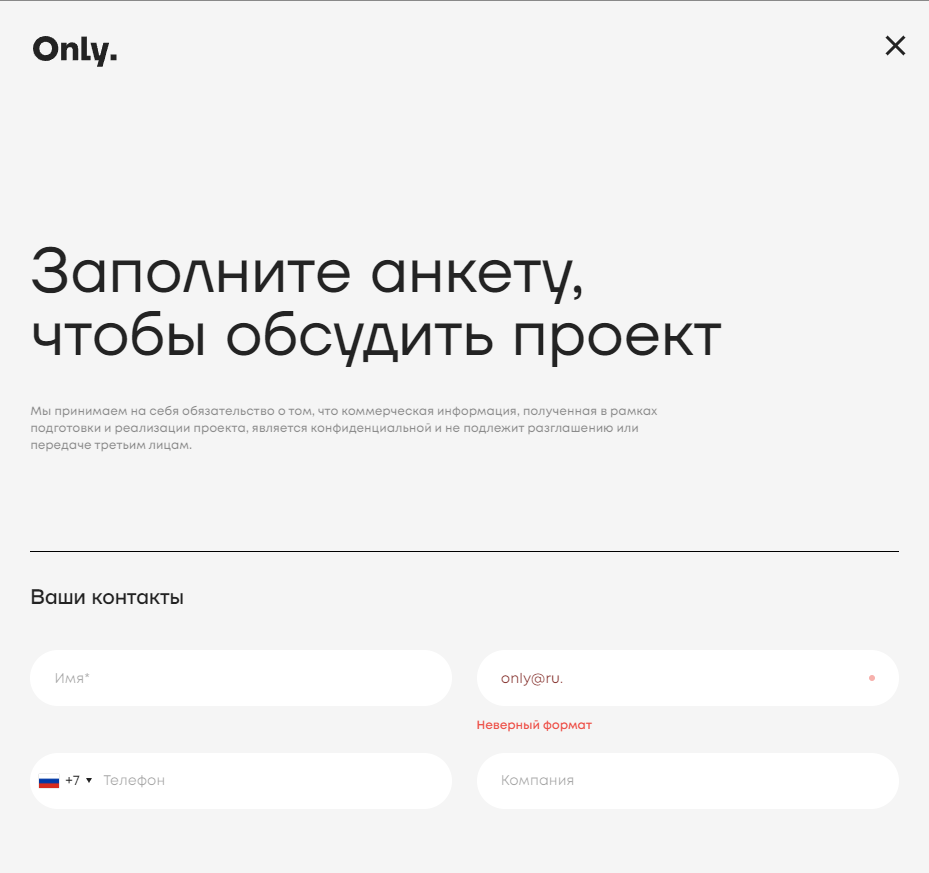 Only.
Заполните анкету,
чтобы обсудить проект
Мы принимаем на себя обязательство о том, что коммерческая информация, полученная в рамках
подготовки и реализации проекта, является конфиденциальной и не подлежит разглашению или
передаче третьим лицам.
Ваши контакты
Имя*
only@ru.
Неверный формат
+7 Телефон
Компания